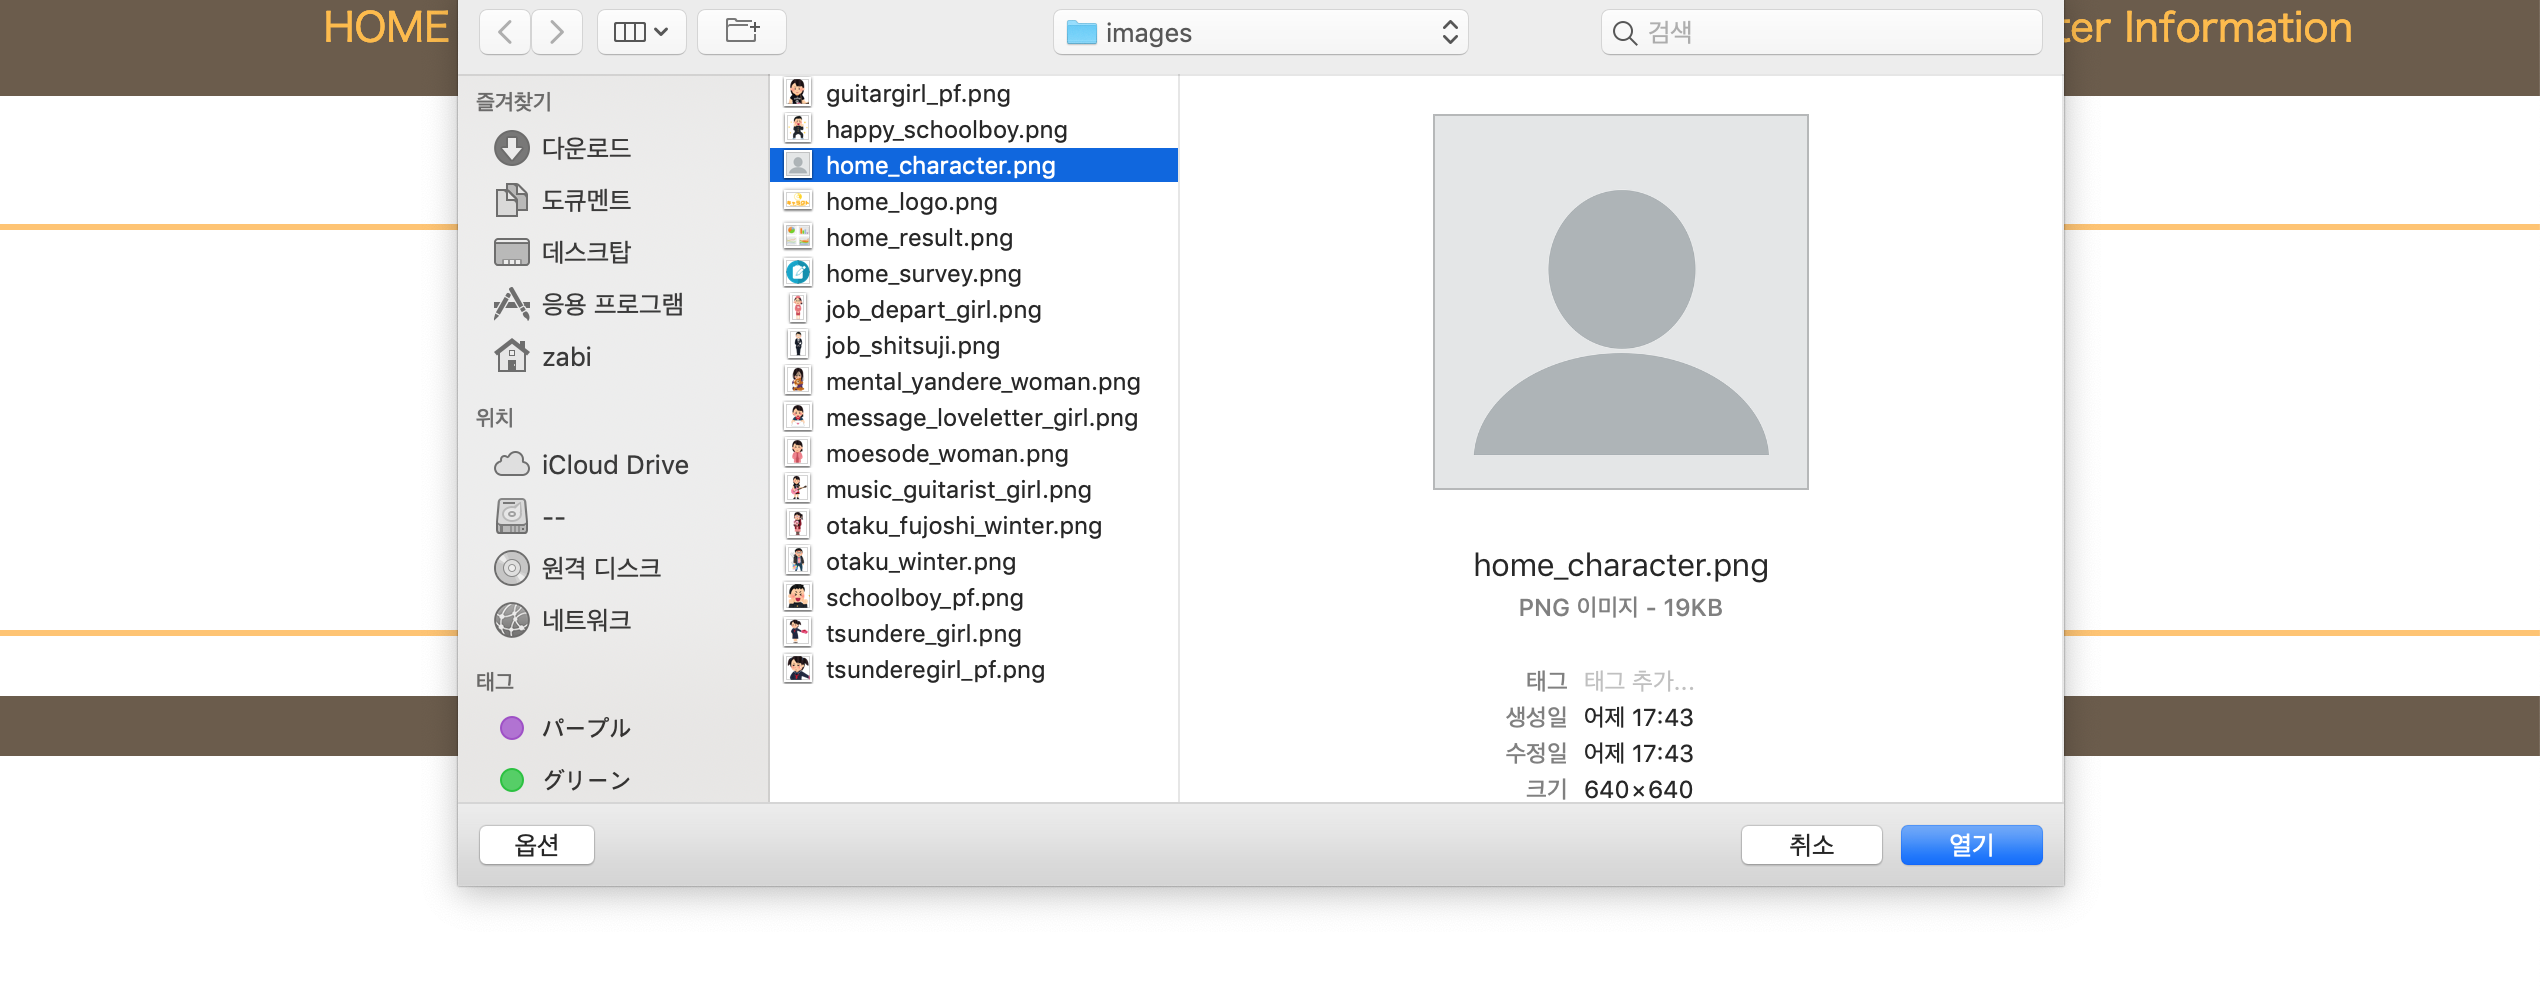 HOME
images
검색
ter Information
즐겨찾기
다운로드
도큐멘트
데스크탑
응용 프로그램
zabi
위치
iCloud Drive
--
원격 디스크
네트워크
태그
パープル
グリーン
guitargirl_pf.png
happy_schoolboy.png
home_character.png
home_logo.png
home_result.png
home_survey.png
job_depart_girl.png
job_shitsuji.png
mental_yandere_woman.png
message_loveletter_girl.png
moesode_woman.png
music_guitarist_girl.png
otaku_fujoshi_winter.png
otaku_winter.png
schoolboy_pf.png
tsundere_girl.png
tsunderegirl_pf.png
home_character.png
PNG 이미지 - 19KB
태그 태그 추가...
생성일 어제 17:43
수정일 어제 17:43
크기 640×640
옵션
취소
열기